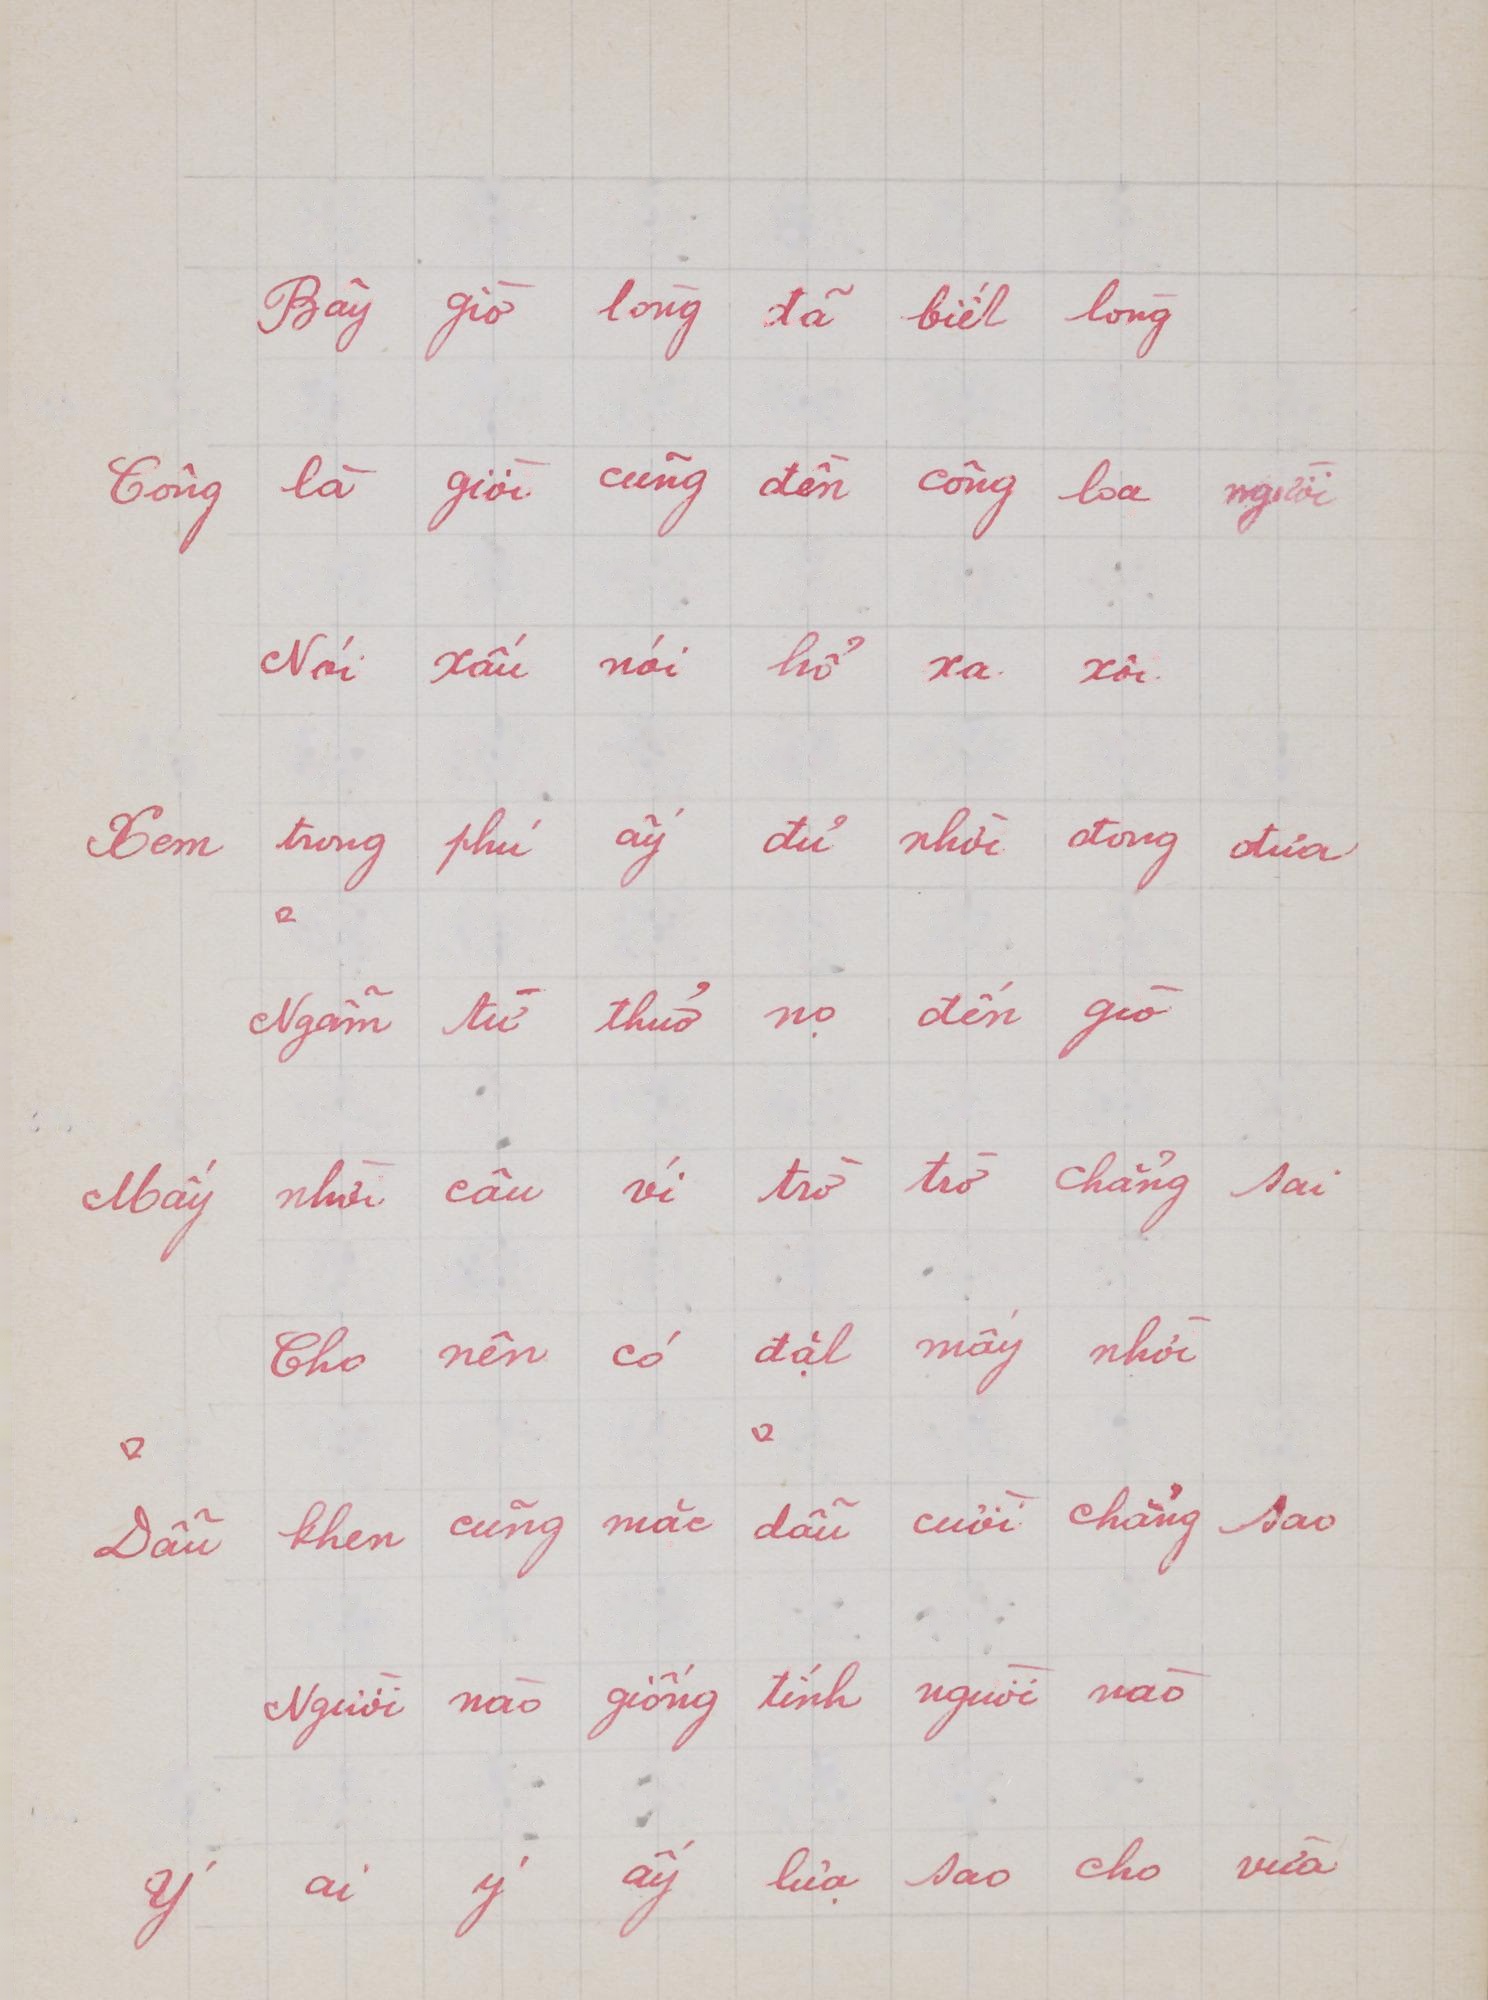 Bây giờ lòng đã biết lòng
Công là giời cũng đền công loa người
Nói xấu nói hổ xa xôi
Xem trong phú ấy đủ nhời đong đưa
Ngẫm từ thuở nọ đến giờ
Mấy nhời câu ví trờ trờ chẳng sai
Cho nên có đặt mấy nhời
Dẫu khen cũng mặc dẫu cười chẳng sao
Người nào giống tính người nào
Ý ai ý ấy lựa sao cho vừa